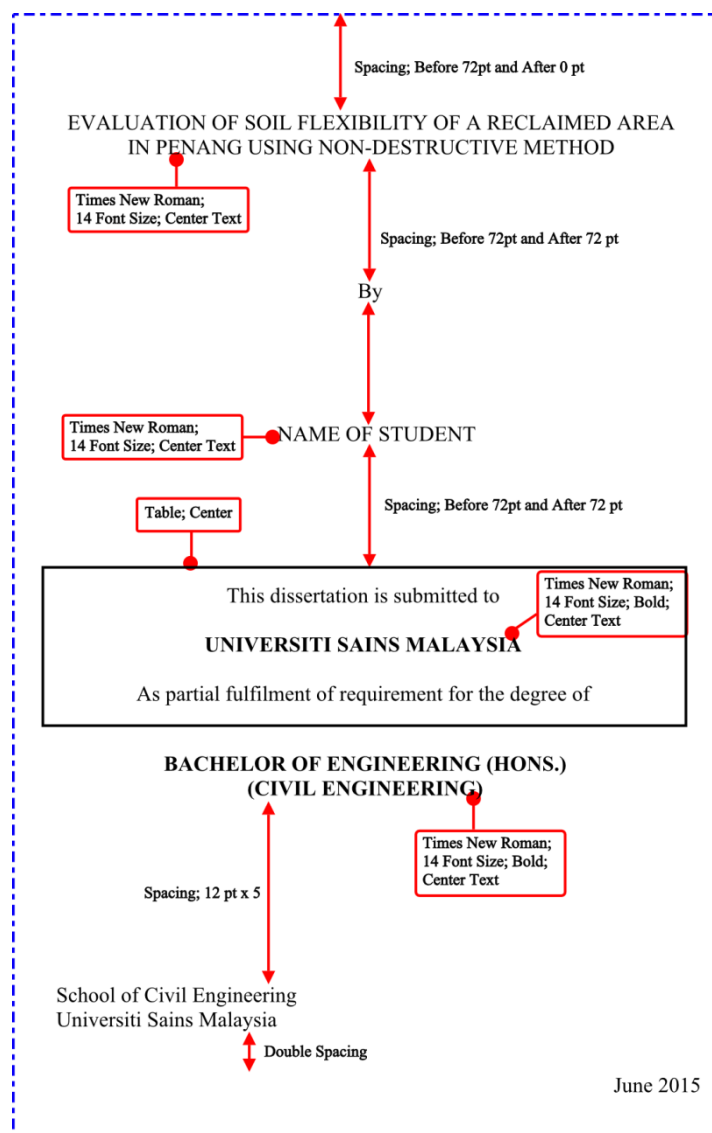 Spacing; Before 72pt and After 0 pt
EVALUATION OF SOIL FLEXIBILITY OF A RECLAIMED AREA
IN PENANG USING NON-DESTRUCTIVE METHOD
Times New Roman;
14 Font Size; Center Text
Spacing; Before 72pt and After 72 pt
By
Times New Roman;
14 Font Size; Center Text
NAME OF STUDENT
Table; Center
Spacing; Before 72pt and After 72 pt
This dissertation is submitted to
Times New Roman;
14 Font Size; Bold;
Center Text
UNIVERSITI SAINS MALAYSIA
As partial fulfilment of requirement for the degree of
BACHELOR OF ENGINEERING (HONS.)
(CIVIL ENGINEERING)
Times New Roman;
14 Font Size; Bold;
Center Text
Spacing; 12 pt x 5
School of Civil Engineering
Universiti Sains Malaysia
Double Spacing
June 2015